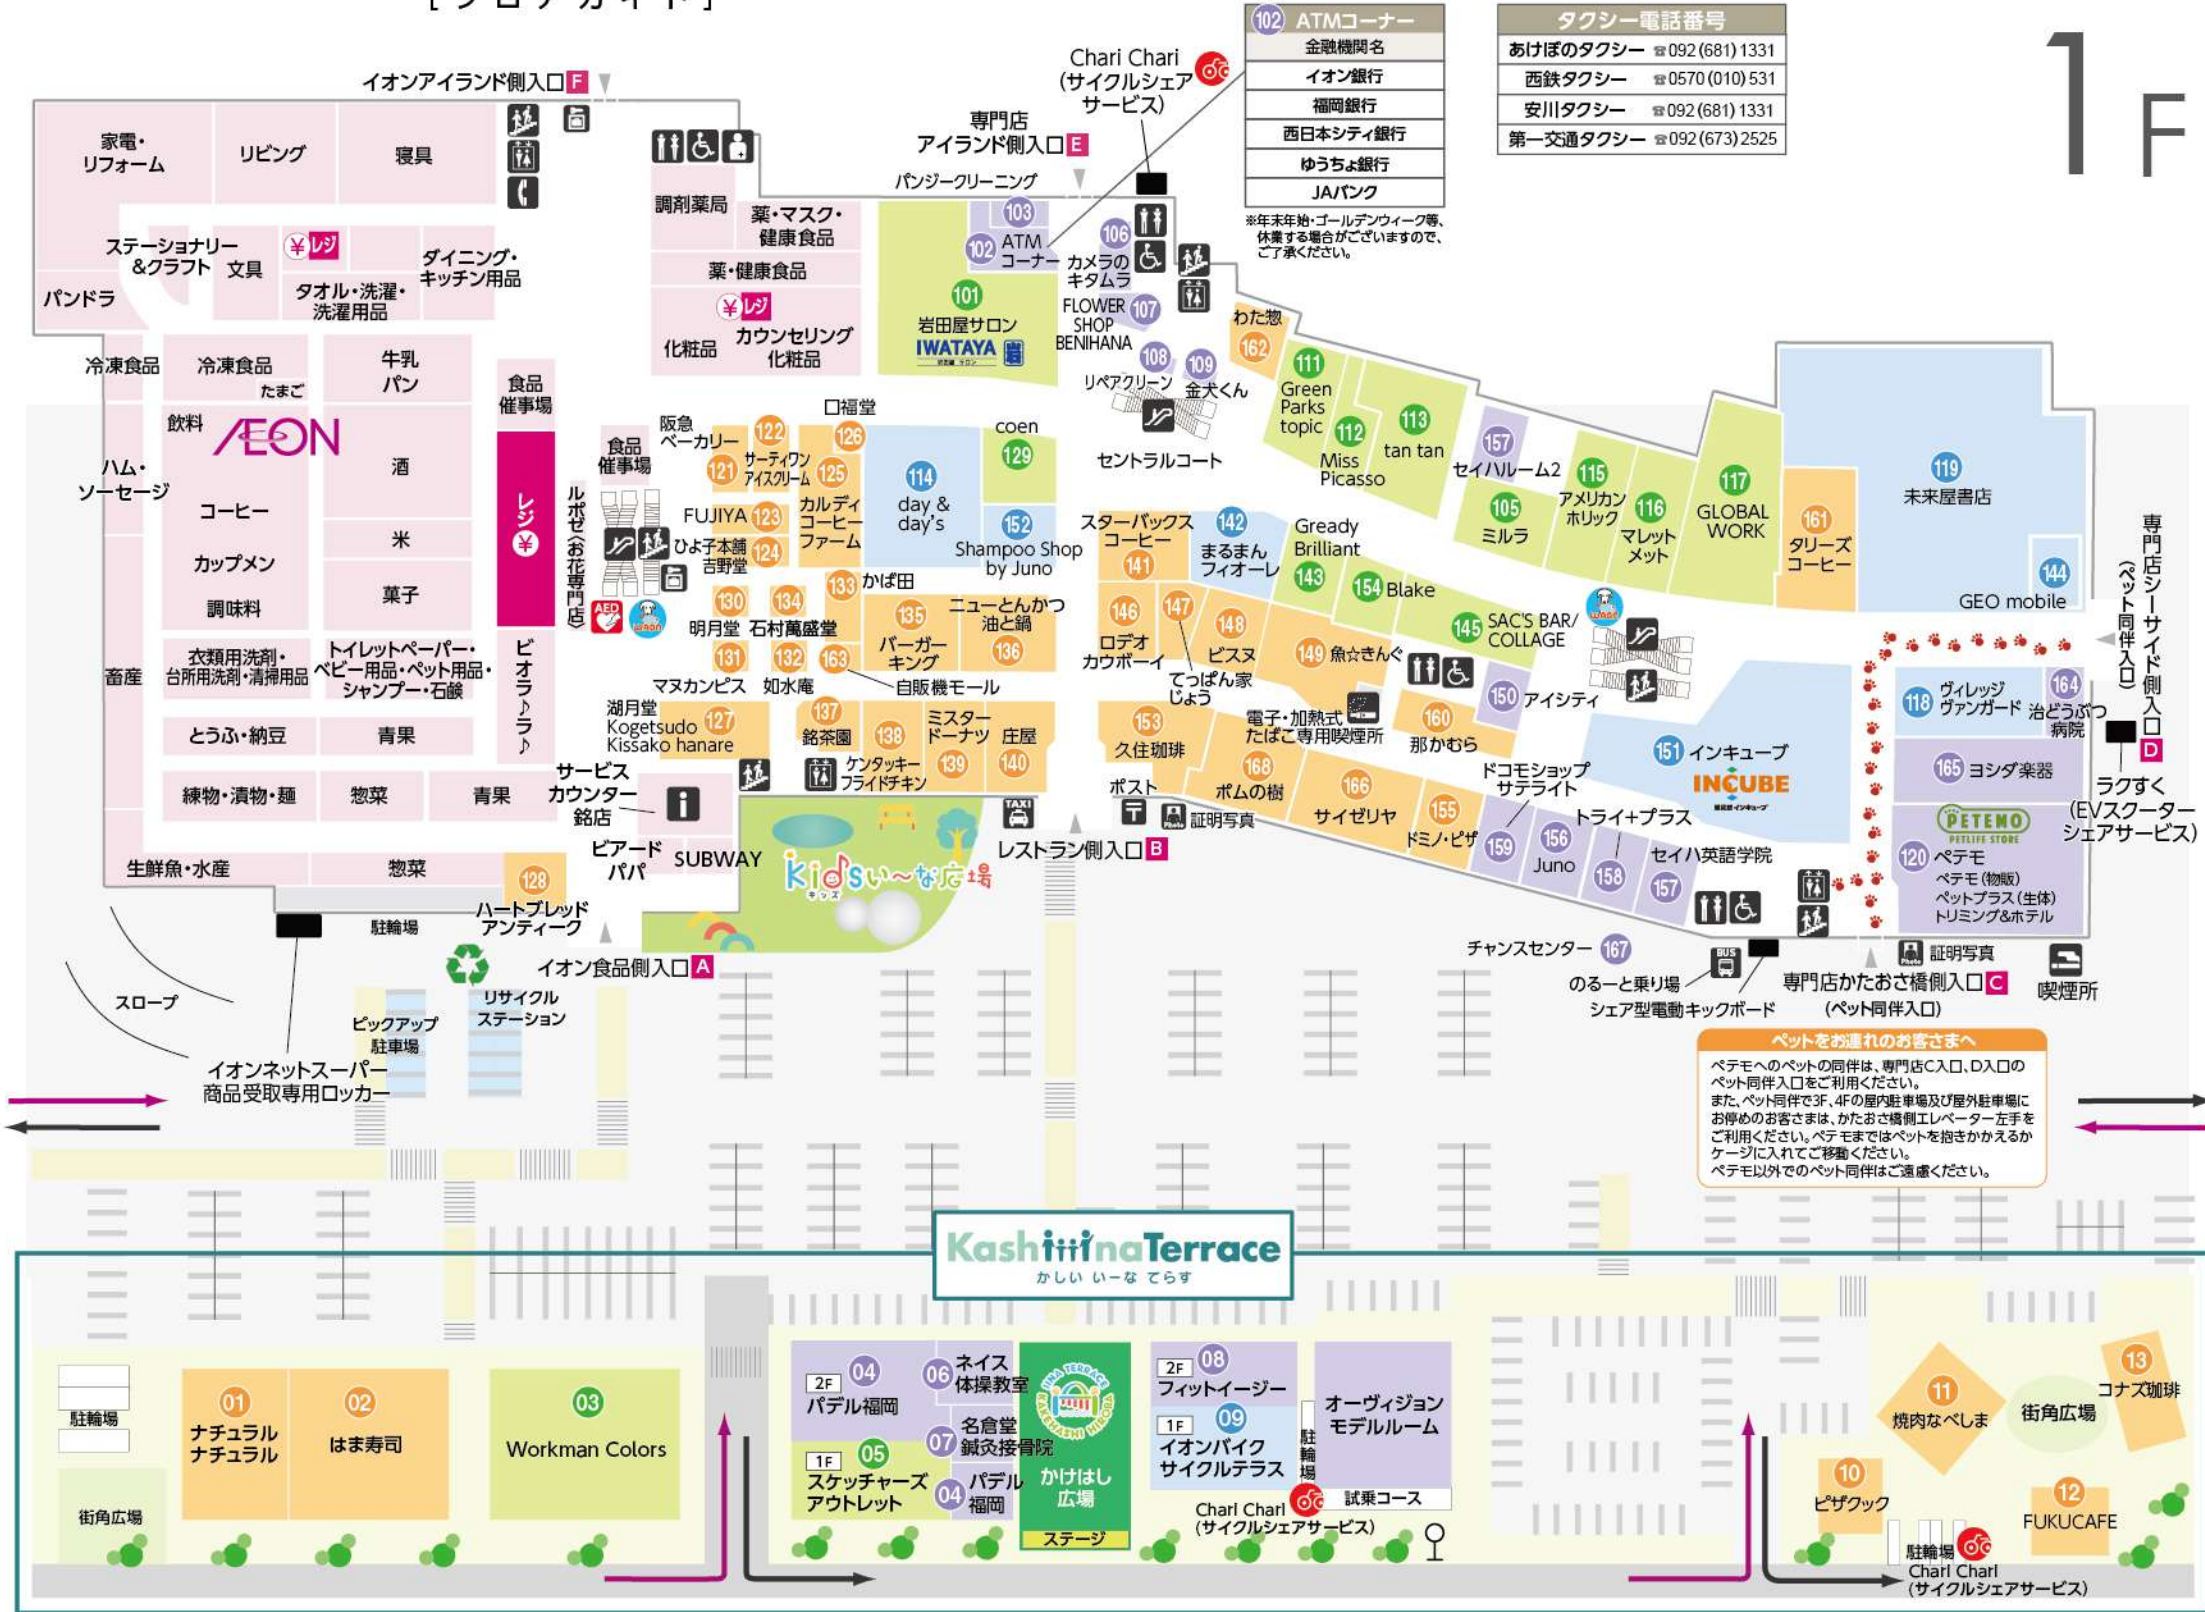 [フロアガイド]
1F
102 ATMコーナー
金融機関名
イオン銀行
福岡銀行
西日本シティ銀行
ゆうちょ銀行
JAバンク
※年末年始・ゴールデンウィーク等、
休業する場合がございますので、
ご了承ください。
タクシー電話番号
あけぼのタクシー ☎092(681)1331
西鉄タクシー ☎0570(010)531
安川タクシー ☎092(681)1331
第一交通タクシー ☎092(673)2525
イオンアイランド側入口 F
Chari Chari
(サイクルシェア
サービス)
専門店
アイランド側入口 E
家電・
リフォーム
リビング
寝具
ステーショナリー
&クラフト
文具
¥レジ
ダイニング・
キッチン用品
パンドラ
タオル・洗濯・
洗濯用品
調剤薬局
薬・マスク・
健康食品
薬・健康食品
¥レジ
化粧品
カウンセリング
化粧品
冷凍食品
冷凍食品
たまご
牛乳
パン
食品
催事場
飲料
ÆON
酒
ハム・
ソーセージ
コーヒー
米
カップメン
菓子
調味料
レジ¥
ルポゼ〈お花専門店〉
食品
催事場
AED
WAON
畜産
衣類用洗剤・
台所用洗剤・清掃用品
トイレットペーパー・
ベビー用品・ペット用品・
シャンプー・石鹸
ビオラ♪ラ♪
とうふ・納豆
青果
練物・漬物・麺
惣菜
青果
生鮮魚・水産
惣菜
128
ハートブレッド
アンティーク
サービス
カウンター
銘店
i
ビアード
パパ
SUBWAY
パンジークリーニング
103
102 ATM
コーナー
101
岩田屋サロン
IWATAYA 岩
106
カメラの
キタムラ
FLOWER
SHOP
BENIHANA
107
108
リペアクリーン
109
金犬くん
セントラルコート
わた惣
162
111
Green
Parks
topic
112
Miss
Picasso
113
tan tan
157
セイハルーム2
105
ミルラ
115
アメリカン
ホリック
116
マレット
メット
117
GLOBAL
WORK
161
タリーズ
コーヒー
119
未来屋書店
144
GEO mobile
阪急
ベーカリー
121
122
サーティワン
アイスクリーム
口福堂
126
125
カルディ
コーヒー
ファーム
FUJIYA 123
ひよ子本舗
吉野堂
124
114
day &
day's
coen
129
152
Shampoo Shop
by Juno
130
明月堂
134
石村萬盛堂
133 かば田
131
マヌカンピス
132
如水庵
163
自販機モール
135
バーガー
キング
ニューとんかつ
油と鍋
136
湖月堂
Kogetsudo
Kissako hanare
127
137
銘茶園
138
ケンタッキー
フライドチキン
ミスター
ドーナツ
139
庄屋
140
スターバックス
コーヒー
141
142
まるまん
フィオーレ
Gready
Brilliant
143
154 Blake
145 SAC'S BAR/
COLLAGE
WAON
146
ロデオ
カウボーイ
147
てっぱん家
じょう
148
ビスヌ
149 魚☆きんぐ
電子・加熱式
たばこ専用喫煙所
150 アイシティ
160
那かむら
153
久住珈琲
168
ポムの樹
166
サイゼリヤ
155
ドミノ・ピザ
ドコモショップ
サテライト
159
156
Juno
トライ+プラス
158
セイハ英語学院
157
151 インキューブ
INCUBE
118 ヴィレッジ
ヴァンガード
164
治どうぶつ
病院
165 ヨシダ楽器
PETEMO
PETLIFE STORE
120 ペテモ
ペテモ(物販)
ペットプラス(生体)
トリミング&ホテル
専門店シーサイド側入口 D
(ペット同伴入口)
ラクすく
(EVスクーター
シェアサービス)
Kidsい〜な広場
キッズ
TAXI
レストラン側入口 B
ポスト
〒
Photo 証明写真
チャンスセンター 167
BUS
のるーと乗り場
シェア型電動キックボード
専門店かたおさ橋側入口 C
(ペット同伴入口)
Photo 証明写真
喫煙所
駐輪場
イオン食品側入口 A
スロープ
リサイクル
ステーション
ピックアップ
駐車場
イオンネットスーパー
商品受取専用ロッカー
ペットをお連れのお客さまへ
ペテモへのペットの同伴は、専門店C入口、D入口の
ペット同伴入口をご利用ください。
また、ペット同伴で3F、4Fの屋内駐車場及び屋外駐車場に
お停めのお客さまは、かたおさ橋側エレベーター左手を
ご利用ください。ペテモまではペットを抱きかかえるか
ケージに入れてご移動ください。
ペテモ以外でのペット同伴はご遠慮ください。
KashiiinaTerrace
かしい いーな てらす
駐輪場
街角広場
01
ナチュラル
ナチュラル
02
はま寿司
03
Workman Colors
2F 04
パデル福岡
1F 05
スケッチャーズ
アウトレット
06 ネイス
体操教室
07 名倉堂
鍼灸接骨院
04 パデル
福岡
IINA TERRACE
KAKEHASHI HIROBA
かけはし
広場
ステージ
2F 08
フィットイージー
1F 09
イオンバイク
サイクルテラス
駐輪場
Chari Chari
(サイクルシェアサービス)
オーヴィジョン
モデルルーム
試乗コース
10
ピザクック
11
焼肉なべしま
街角広場
13
コナズ珈琲
12
FUKUCAFE
駐輪場
Chari Chari
(サイクルシェアサービス)